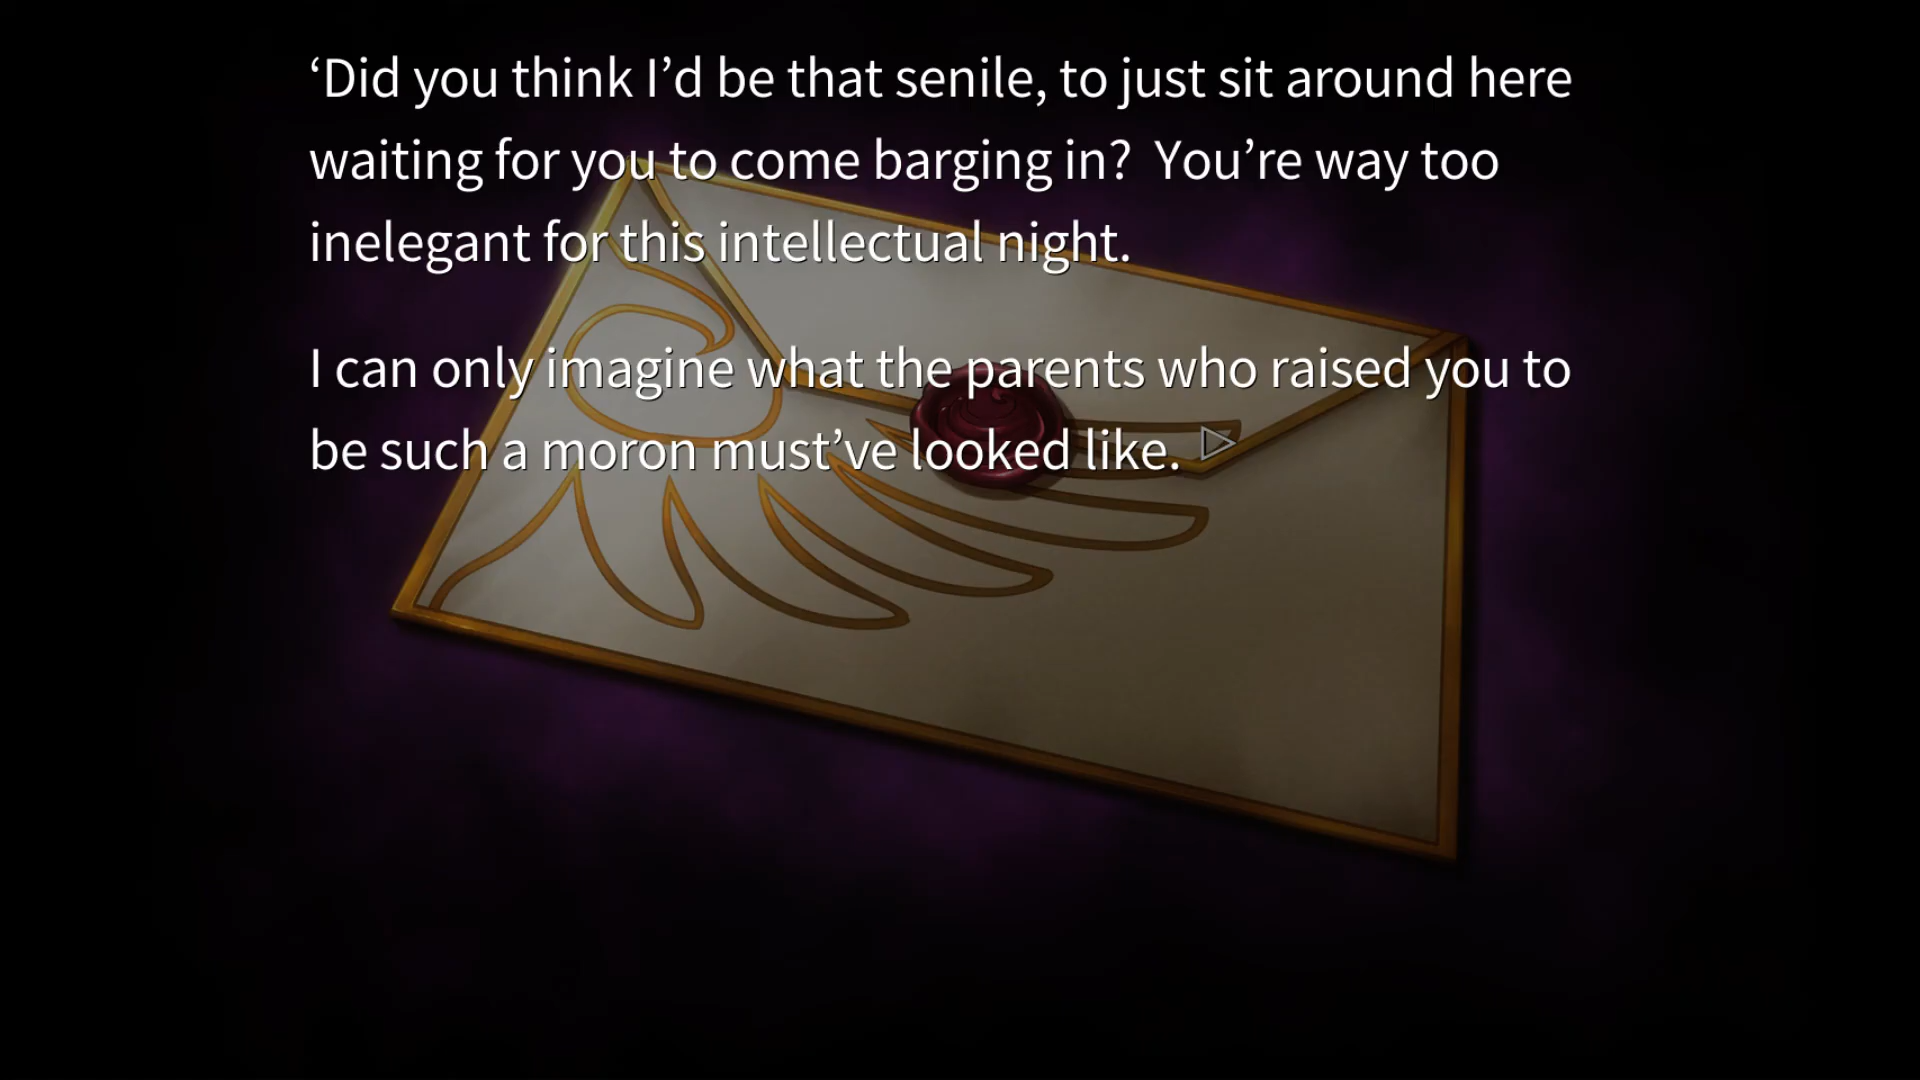 ‘Did you think I’d be that senile, to just sit around here
waiting for you to come barging in?  You’re way too
inelegant for this intellectual night.
I can only imagine what the parents who raised you to
be such a moron must’ve looked like.